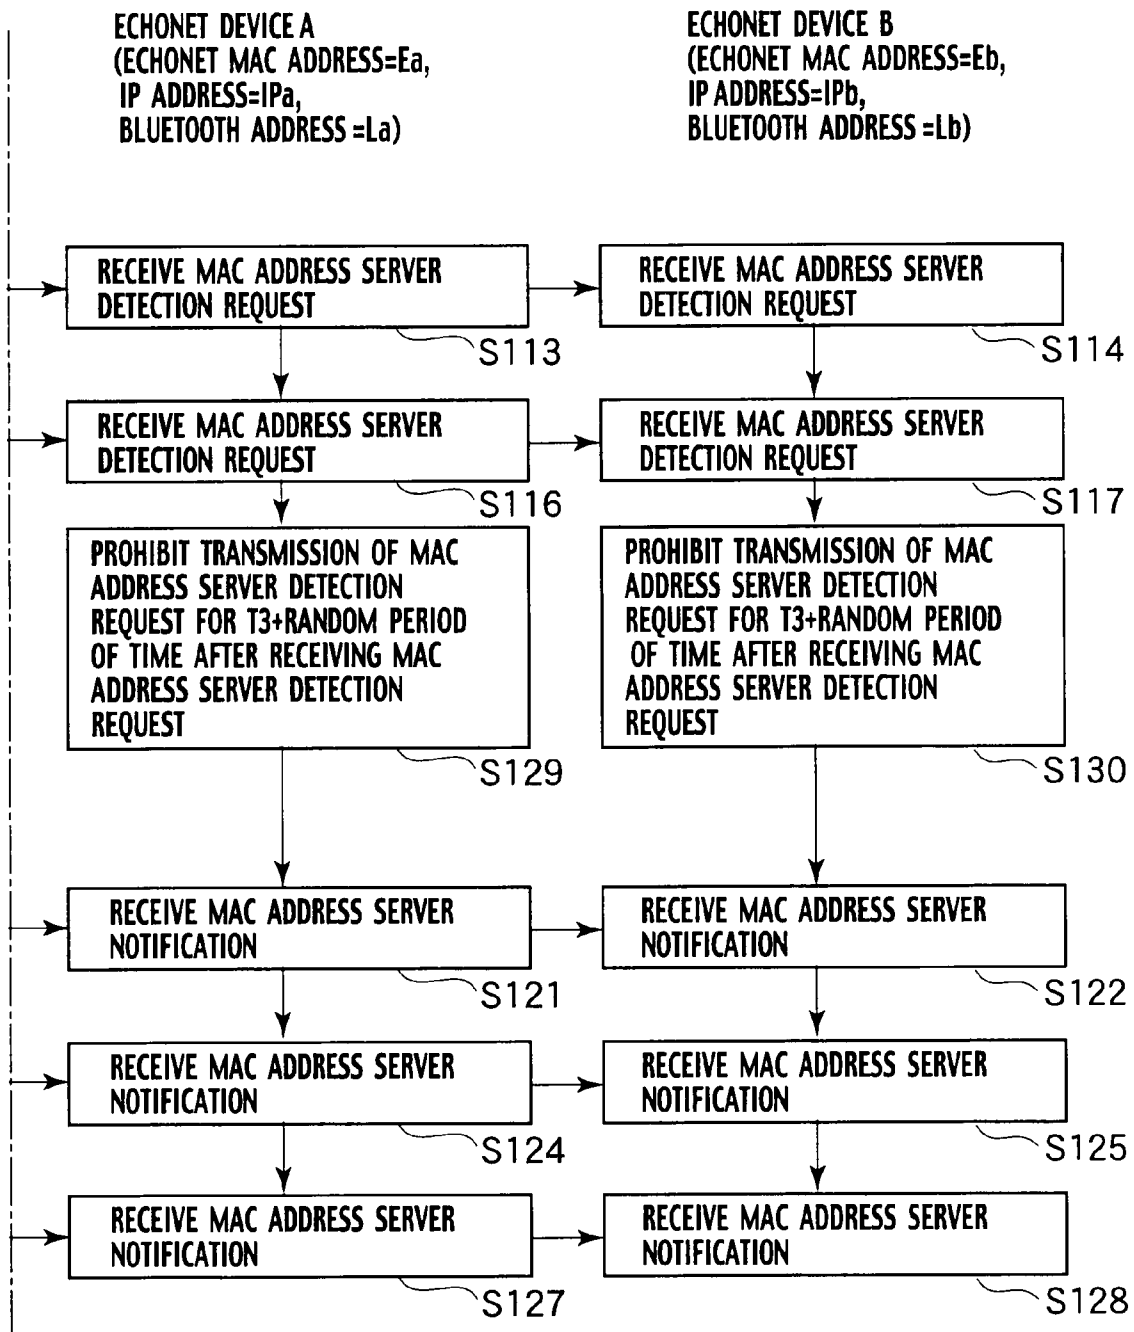 ECHONET DEVICE A
(ECHONET MAC ADDRESS=Ea,
IP ADDRESS=IPa,
BLUETOOTH ADDRESS=La)
ECHONET DEVICE B
(ECHONET MAC ADDRESS=Eb,
IP ADDRESS=IPb,
BLUETOOTH ADDRESS=Lb)
RECEIVE MAC ADDRESS SERVER
DETECTION REQUEST
S113
RECEIVE MAC ADDRESS SERVER
DETECTION REQUEST
S114
RECEIVE MAC ADDRESS SERVER
DETECTION REQUEST
S116
RECEIVE MAC ADDRESS SERVER
DETECTION REQUEST
S117
PROHIBIT TRANSMISSION OF MAC
ADDRESS SERVER DETECTION
REQUEST FOR T3+RANDOM PERIOD
OF TIME AFTER RECEIVING MAC
ADDRESS SERVER DETECTION
REQUEST
S129
PROHIBIT TRANSMISSION OF MAC
ADDRESS SERVER DETECTION
REQUEST FOR T3+RANDOM PERIOD
OF TIME AFTER RECEIVING MAC
ADDRESS SERVER DETECTION
REQUEST
S130
RECEIVE MAC ADDRESS SERVER
NOTIFICATION
S121
RECEIVE MAC ADDRESS SERVER
NOTIFICATION
S122
RECEIVE MAC ADDRESS SERVER
NOTIFICATION
S124
RECEIVE MAC ADDRESS SERVER
NOTIFICATION
S125
RECEIVE MAC ADDRESS SERVER
NOTIFICATION
S127
RECEIVE MAC ADDRESS SERVER
NOTIFICATION
S128